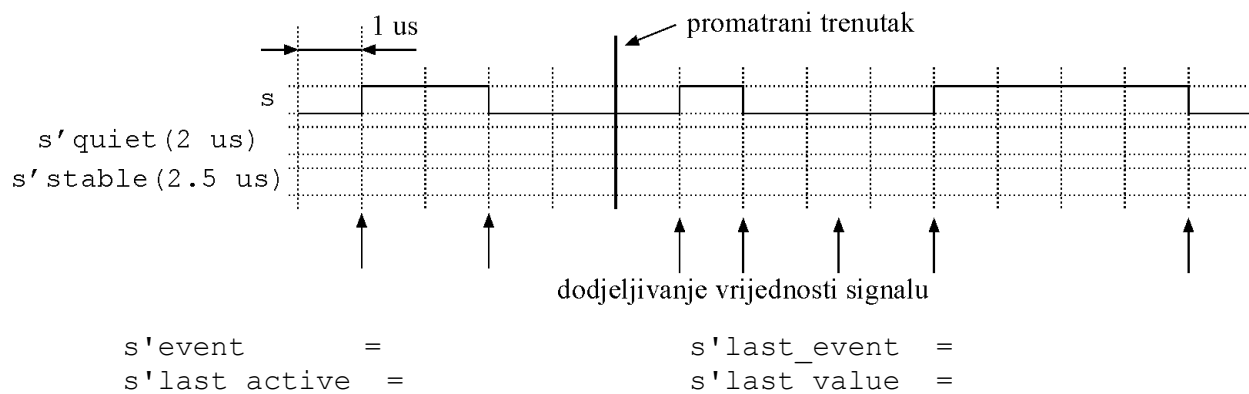 1 us
promatrani trenutak
s
s'quiet(2 us)
s'stable(2.5 us)
dodjeljivanje vrijednosti signalu
s'event =
s'last_event =
s'last active =
s'last value =